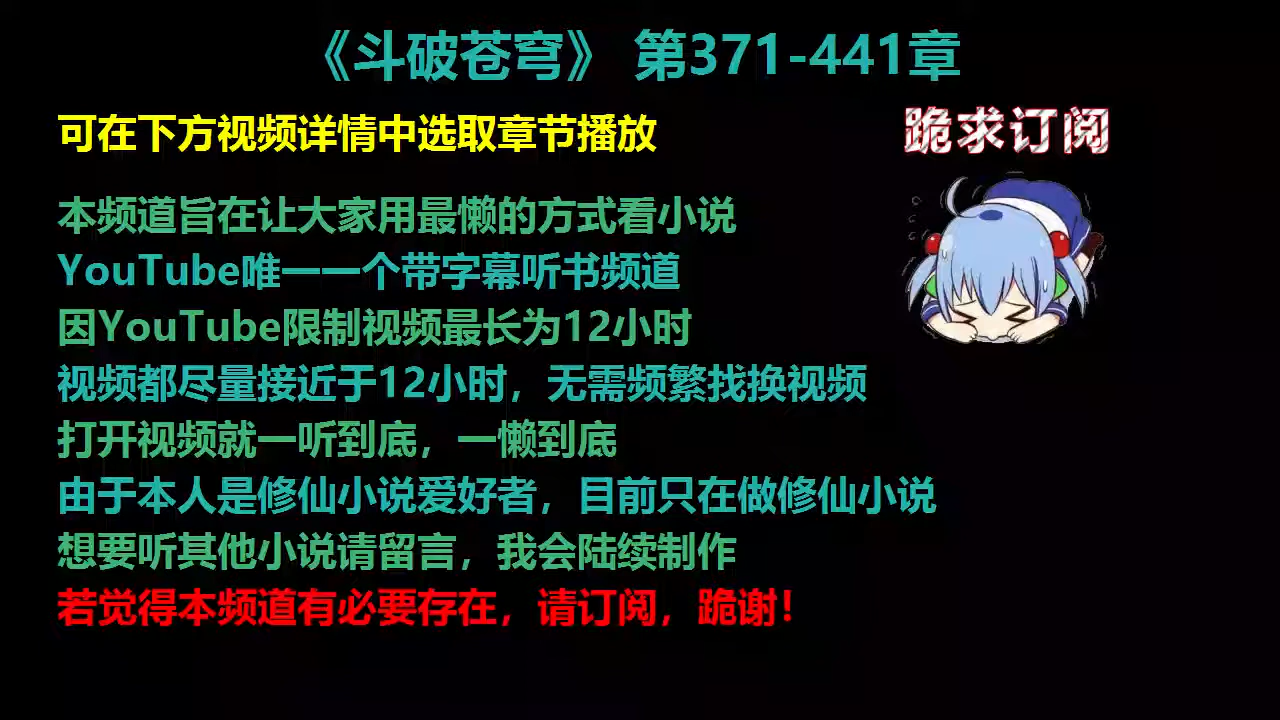 《斗破苍穹》 第371-441章
可在下方视频详情中选取章节播放
跪求订阅
本频道旨在让大家用最懒的方式看小说
YouTube唯一一个带字幕听书频道
因YouTube限制视频最长为12小时
视频都尽量接近于12小时，无需频繁找换视频
打开视频就一听到底，一懒到底
由于本人是修仙小说爱好者，目前只在做修仙小说
想要听其他小说请留言，我会陆续制作
若觉得本频道有必要存在，请订阅，跪谢！